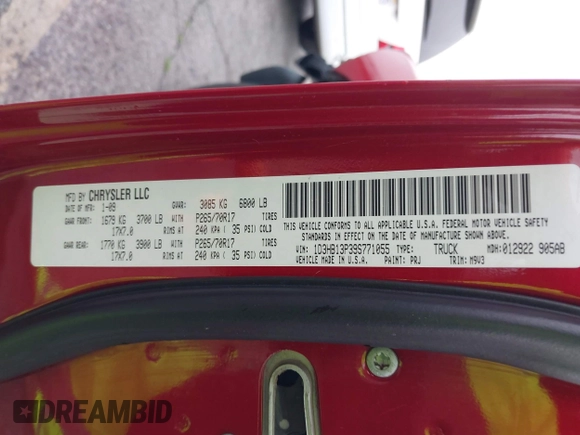 MFD BY CHRYSLER LLC
DATE OF MFR: 1-09 GVWR: 3085 KG 6800 LB
GAWR FRONT: 1679 KG 3700 LB WITH P265/70R17 TIRES
17X7.0 RIMS AT 240 KPA ( 35 PSI) COLD
GAWR REAR: 1770 KG 3900 LB WITH P265/70R17 TIRES
17X7.0 RIMS AT 240 KPA ( 35 PSI) COLD
THIS VEHICLE CONFORMS TO ALL APPLICABLE U.S.A. FEDERAL MOTOR VEHICLE SAFETY
STANDARDS IN EFFECT ON THE DATE OF MANUFACTURE SHOWN ABOVE.
VIN: 1D3HB13P39S771055 TYPE: TRUCK MDH: 012922 905AB
VEHICLE MADE IN U.S.A. PAINT: PRJ TRIM: M9V3
DREAMBID